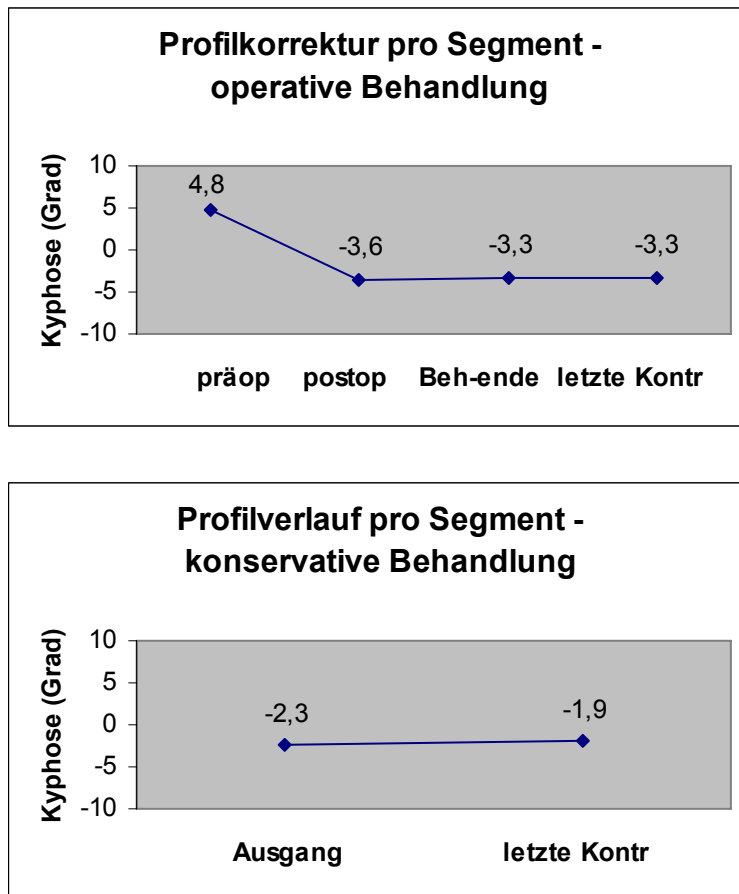 Profilkorrektur pro Segment -
operative Behandlung
Kyphose (Grad)
10
5
0
-5
-10
4,8
-3,6
-3,3
-3,3
präop postop Beh-ende letzte Kontr
Profilverlauf pro Segment -
konservative Behandlung
Kyphose (Grad)
10
5
0
-5
-10
-2,3
-1,9
Ausgang letzte Kontr